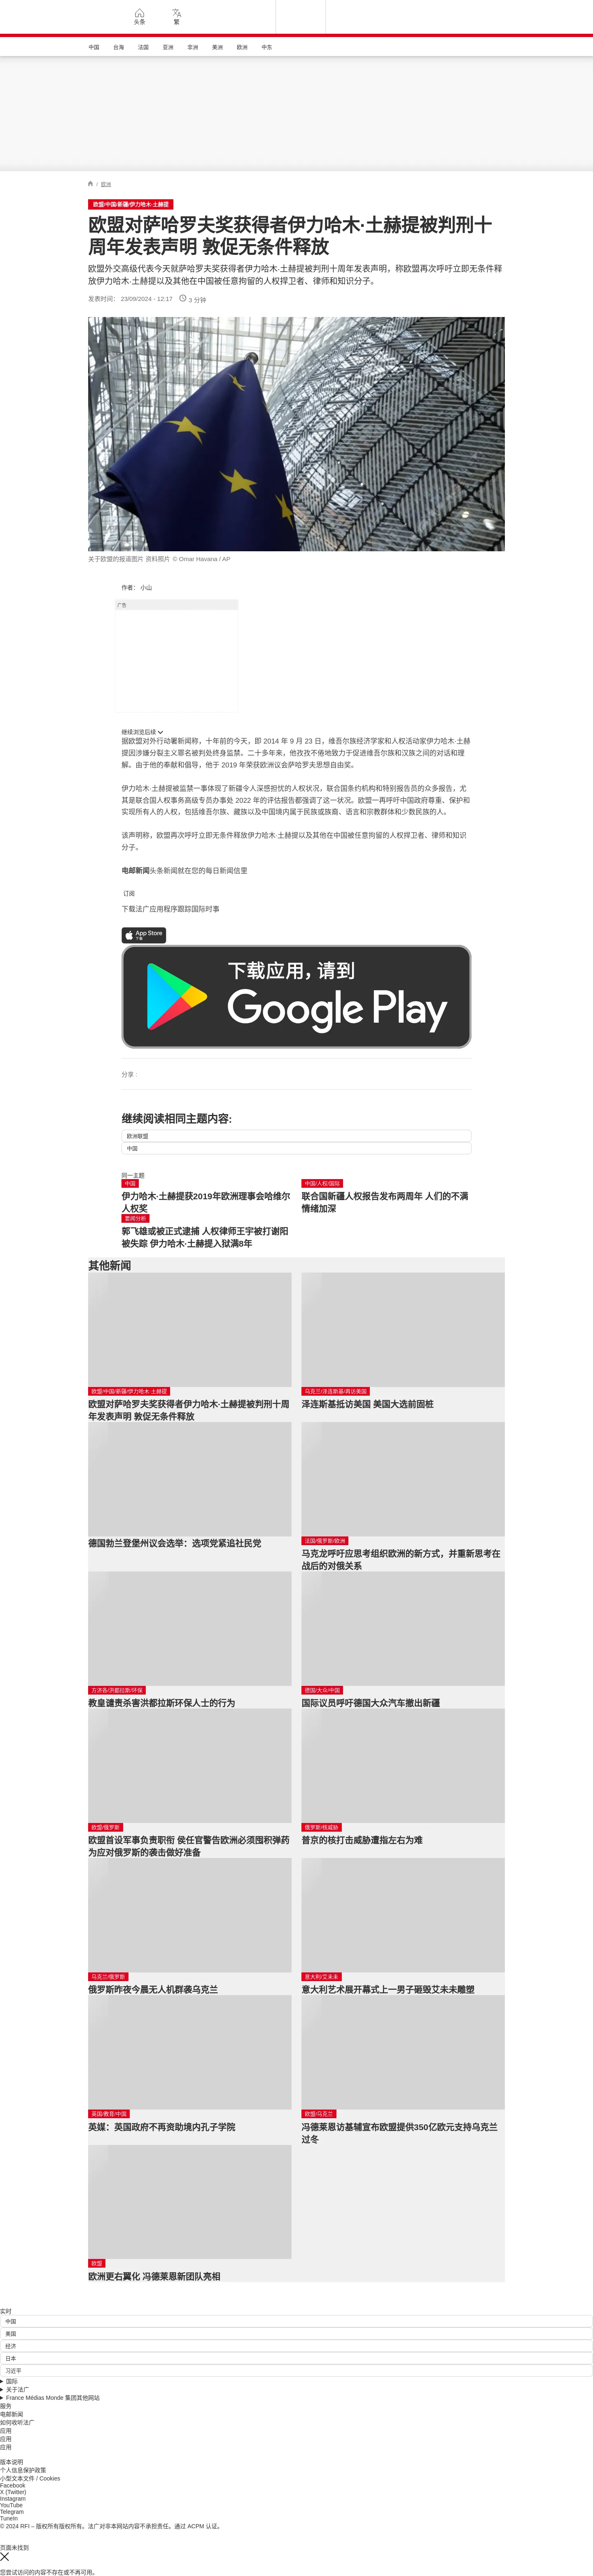 头条
繁
中国 台海 法国 亚洲 非洲 美洲 欧洲 中东
/ 欧洲
欧盟/中国/新疆/伊力哈木·土赫提
欧盟对萨哈罗夫奖获得者伊力哈木·土赫提被判刑十
周年发表声明 敦促无条件释放
欧盟外交高级代表今天就萨哈罗夫奖获得者伊力哈木·土赫提被判刑十周年发表声明，称欧盟再次呼吁立即无条件释
放伊力哈木·土赫提以及其他在中国被任意拘留的人权捍卫者、律师和知识分子。
发表时间： 23/09/2024 - 12:17 3 分钟
关于欧盟的报道图片 资料照片 © Omar Havana / AP
作者： 小山
广告
继续浏览后续
据欧盟对外行动署新闻称，十年前的今天，即 2014 年 9 月 23 日，维吾尔族经济学家和人权活动家伊力哈木·土赫
提因涉嫌分裂主义罪名被判处终身监禁。二十多年来，他孜孜不倦地致力于促进维吾尔族和汉族之间的对话和理
解。由于他的奉献和倡导，他于 2019 年荣获欧洲议会萨哈罗夫思想自由奖。
伊力哈木·土赫提被监禁一事体现了新疆令人深感担忧的人权状况，联合国条约机构和特别报告员的众多报告，尤
其是联合国人权事务高级专员办事处 2022 年的评估报告都强调了这一状况。欧盟一再呼吁中国政府尊重、保护和
实现所有人的人权，包括维吾尔族、藏族以及中国境内属于民族或族裔、语言和宗教群体和少数民族的人。
该声明称，欧盟再次呼吁立即无条件释放伊力哈木·土赫提以及其他在中国被任意拘留的人权捍卫者、律师和知识
分子。
电邮新闻头条新闻就在您的每日新闻信里
订阅
下载法广应用程序跟踪国际时事
App Store
下载
下载应用，请到
Google Play
分享 :
继续阅读相同主题内容:
欧洲联盟
中国
同一主题
中国
伊力哈木·土赫提获2019年欧洲理事会哈维尔
人权奖
中国/人权/国际
联合国新疆人权报告发布两周年 人们的不满
情绪加深
要闻分析
郭飞雄或被正式逮捕 人权律师王宇被打谢阳
被失踪 伊力哈木·土赫提入狱满8年
其他新闻
欧盟/中国/新疆/伊力哈木·土赫提
欧盟对萨哈罗夫奖获得者伊力哈木·土赫提被判刑十周
年发表声明 敦促无条件释放
乌克兰/泽连斯基/再访美国
泽连斯基抵访美国 美国大选前固桩
德国勃兰登堡州议会选举：选项党紧追社民党
法国/俄罗斯/欧洲
马克龙呼吁应思考组织欧洲的新方式，并重新思考在
战后的对俄关系
方济各/洪都拉斯/环保
教皇谴责杀害洪都拉斯环保人士的行为
德国/大众/中国
国际议员呼吁德国大众汽车撤出新疆
欧盟/俄罗斯
欧盟首设军事负责职衔 侯任官警告欧洲必须囤积弹药
为应对俄罗斯的袭击做好准备
俄罗斯/核威胁
普京的核打击威胁遭指左右为难
乌克兰/俄罗斯
俄罗斯昨夜今晨无人机群袭乌克兰
意大利/艾未未
意大利艺术展开幕式上一男子砸毁艾未未雕塑
英国/教育/中国
英媒：英国政府不再资助境内孔子学院
欧盟/乌克兰
冯德莱恩访基辅宣布欧盟提供350亿欧元支持乌克兰
过冬
欧盟
欧洲更右翼化 冯德莱恩新团队亮相
实时
中国
美国
经济
日本
习近平
国际
关于法广
France Médias Monde 集团其他网站
服务
电邮新闻
如何收听法广
应用
应用
应用
版本说明
个人信息保护政策
小型文本文件 / Cookies
Facebook
X (Twitter)
Instagram
YouTube
Telegram
TuneIn
© 2024 RFI – 版权所有版权所有。法广对非本网站内容不承担责任。通过 ACPM 认证。
页面未找到
您尝试访问的内容不存在或不再可用。